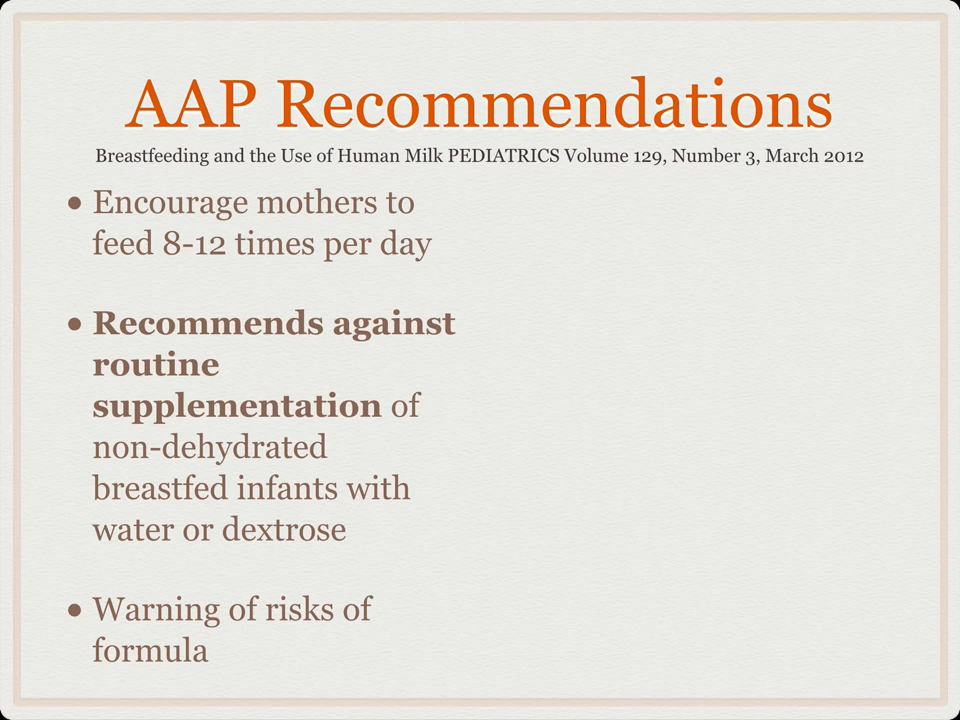 AAP Recommendations
Breastfeeding and the Use of Human Milk PEDIATRICS Volume 129, Number 3, March 2012
• Encourage mothers to
feed 8-12 times per day
• Recommends against
routine
supplementation of
non-dehydrated
breastfed infants with
water or dextrose
• Warning of risks of
formula